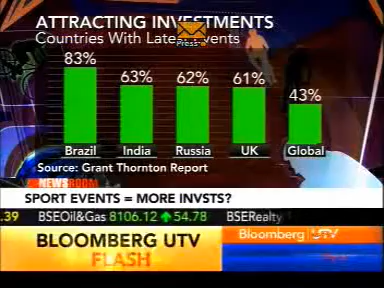 ATTRACTING INVESTMENTS
Countries With Latest Events
Press
83%
63%
62%
61%
43%
Brazil
India
Russia
UK
Global
Source: Grant Thornton Report
NEWSROOM
SPORT EVENTS = MORE INVSTS?
.39 BSEOil&Gas 8106.12 54.78 BSERealty
BLOOMBERG UTV
FLASH
Bloomberg UTV